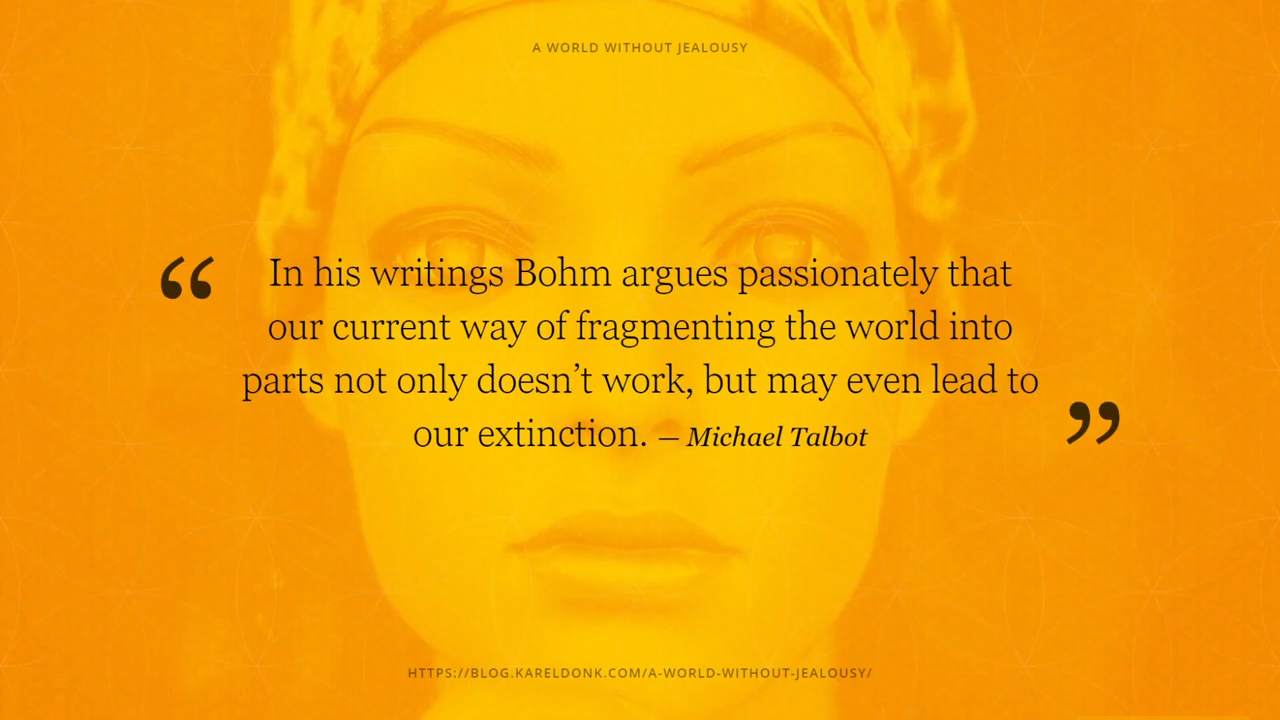 A WORLD WITHOUT JEALOUSY
“ In his writings Bohm argues passionately that
our current way of fragmenting the world into
parts not only doesn’t work, but may even lead to
our extinction. — Michael Talbot ”
HTTPS://BLOG.KARELDONK.COM/A-WORLD-WITHOUT-JEALOUSY/